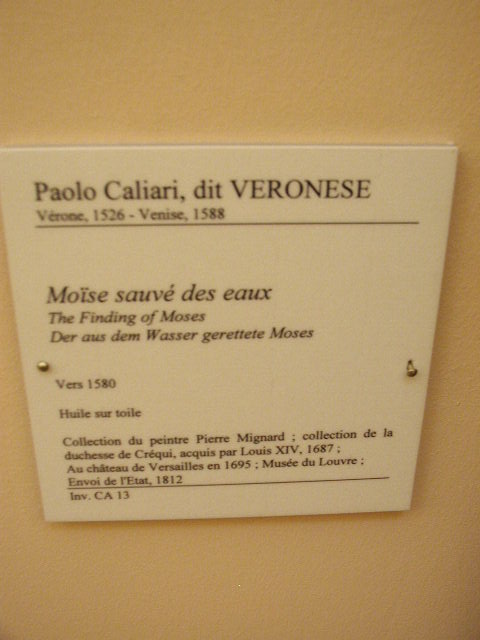 Paolo Caliari, dit VERONESE
Vérone, 1526 - Venise, 1588
Moïse sauvé des eaux
The Finding of Moses
Der aus dem Wasser gerettete Moses
Vers 1580
Huile sur toile
Collection du peintre Pierre Mignard ; collection de la
duchesse de Créqui, acquis par Louis XIV, 1687 ;
Au château de Versailles en 1695 ; Musée du Louvre ;
Envoi de l'Etat, 1812
Inv. CA 13